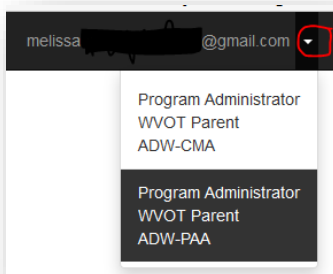 melissa @gmail.com
Program Administrator
WVOT Parent
ADW-CMA
Program Administrator
WVOT Parent
ADW-PAA